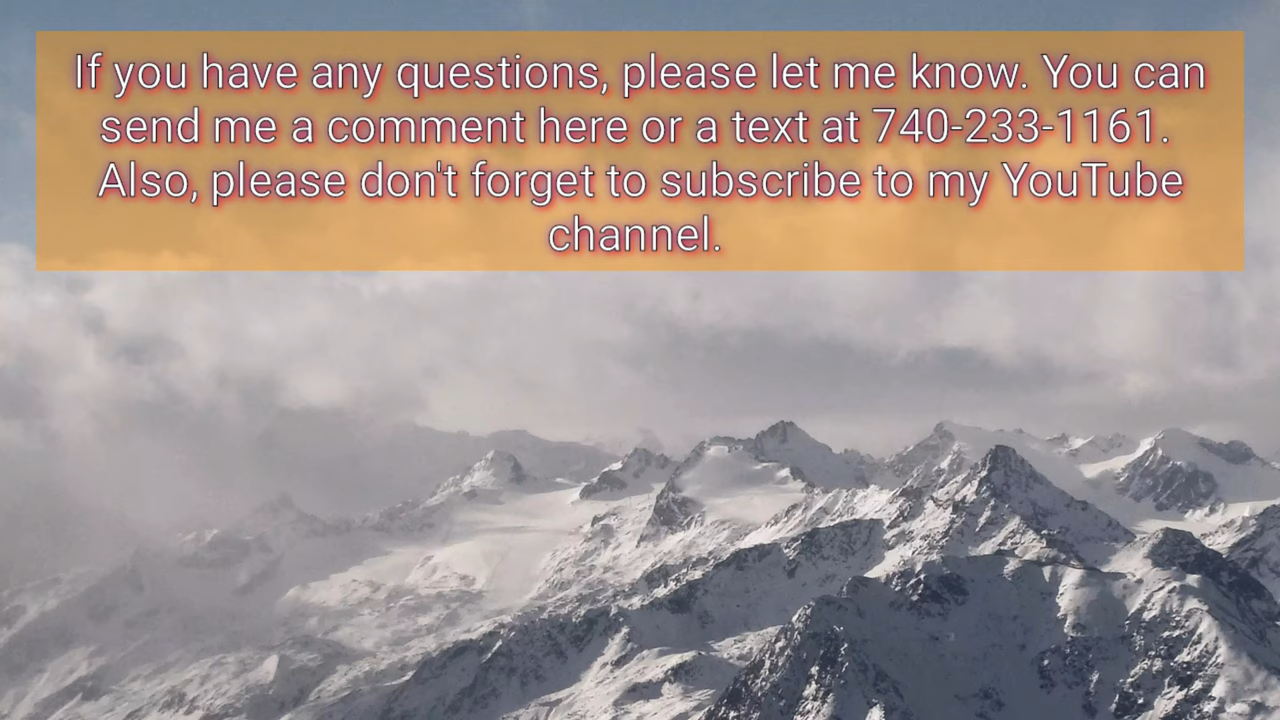 If you have any questions, please let me know. You can
send me a comment here or a text at 740-233-1161.
Also, please don't forget to subscribe to my YouTube
channel.